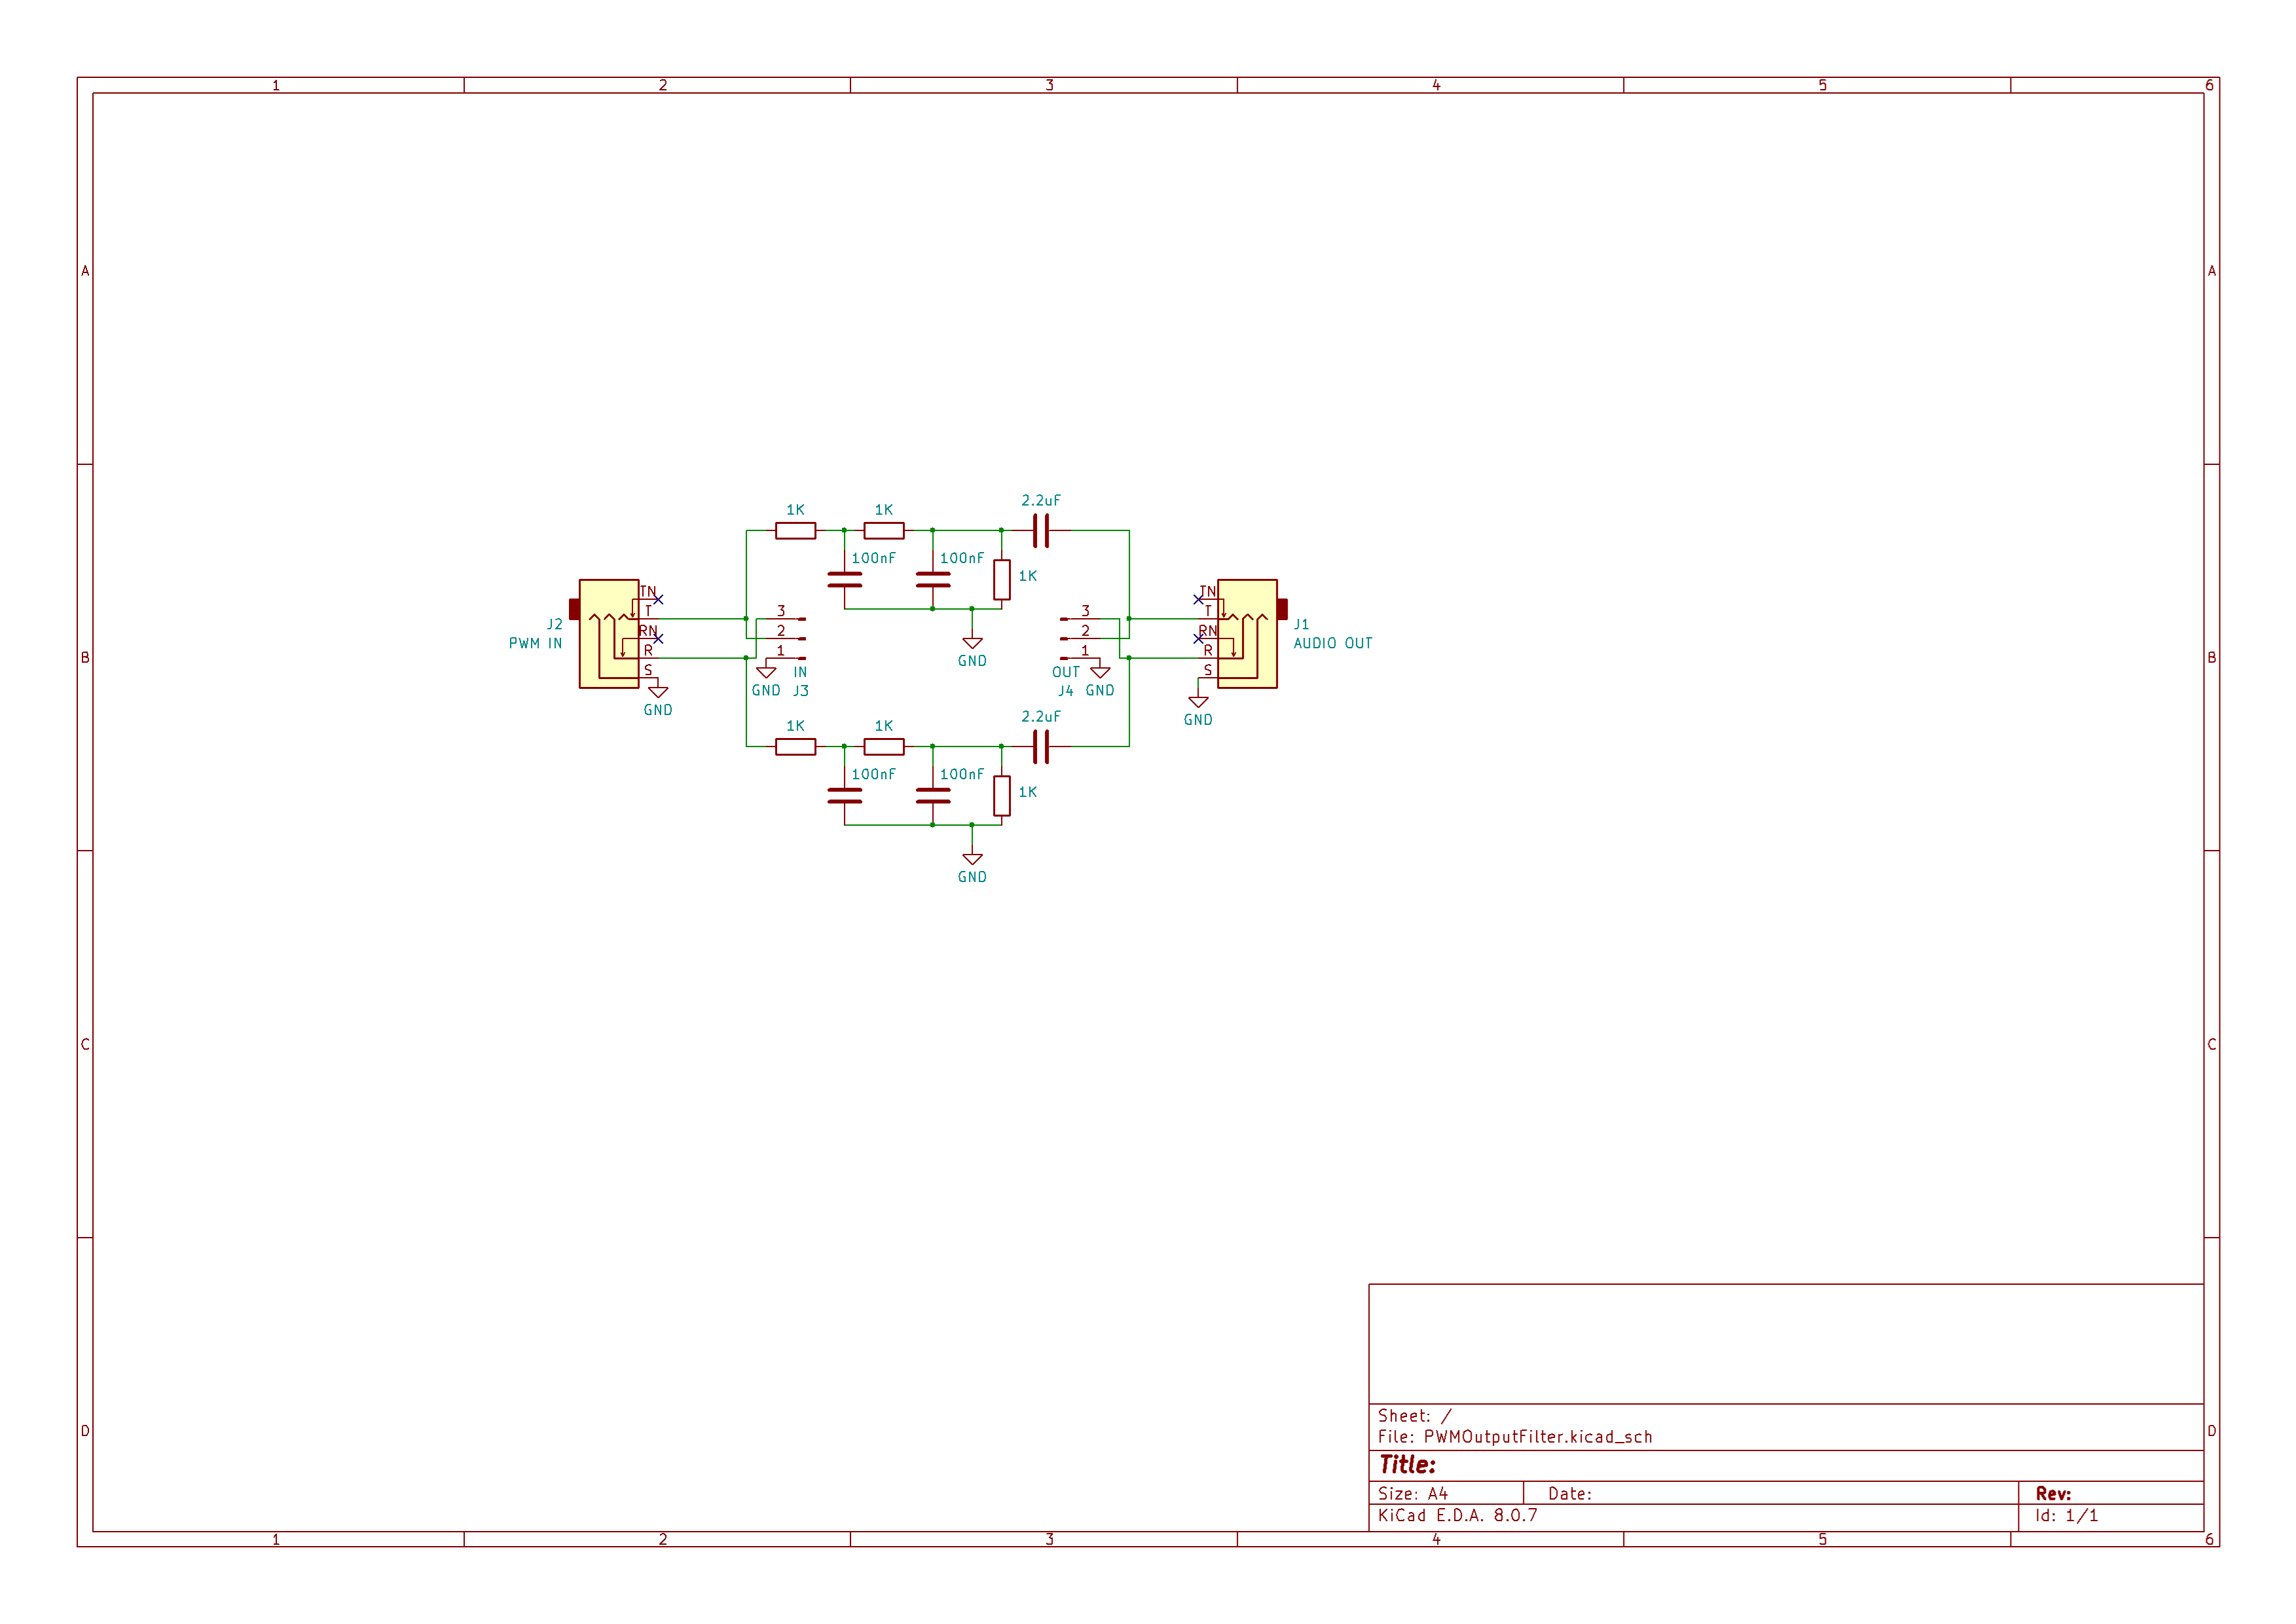 1 2 3 4 5 6
A A
1K 1K 2.2uF
100nF 100nF
1K
J2
PWM IN
TN
T
RN
R
S
GND
3
2
1
IN
GND J3
GND
3
2
1
OUT
J4 GND
TN
T
RN
R
S
GND
J1
AUDIO OUT
B B
1K 1K 2.2uF
100nF 100nF
1K
GND
C C
D D
Sheet: /
File: PWMOutputFilter.kicad_sch
Title:
Size: A4 Date: Rev:
KiCad E.D.A. 8.0.7 Id: 1/1
1 2 3 4 5 6